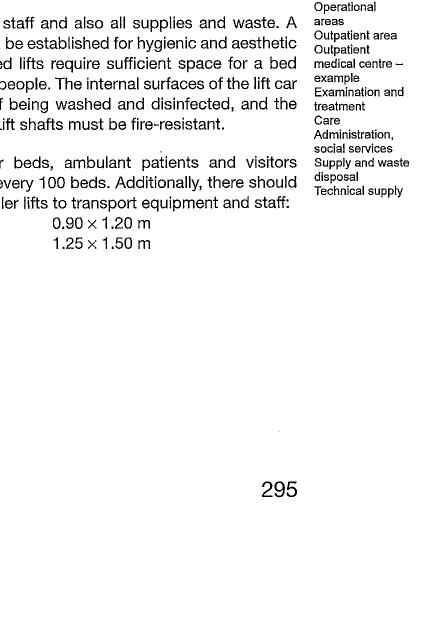 staff and also all supplies and waste. A
be established for hygienic and aesthetic
lifts require sufficient space for a bed
people. The internal surfaces of the lift car
being washed and disinfected, and the
lift shafts must be fire-resistant.
beds, ambulant patients and visitors
every 100 beds. Additionally, there should
lifts to transport equipment and staff:
0.90 × 1.20 m
1.25 × 1.50 m
Operational
areas
Outpatient area
Outpatient
medical centre –
example
Examination and
treatment
Care
Administration,
social services
Supply and waste
disposal
Technical supply
295